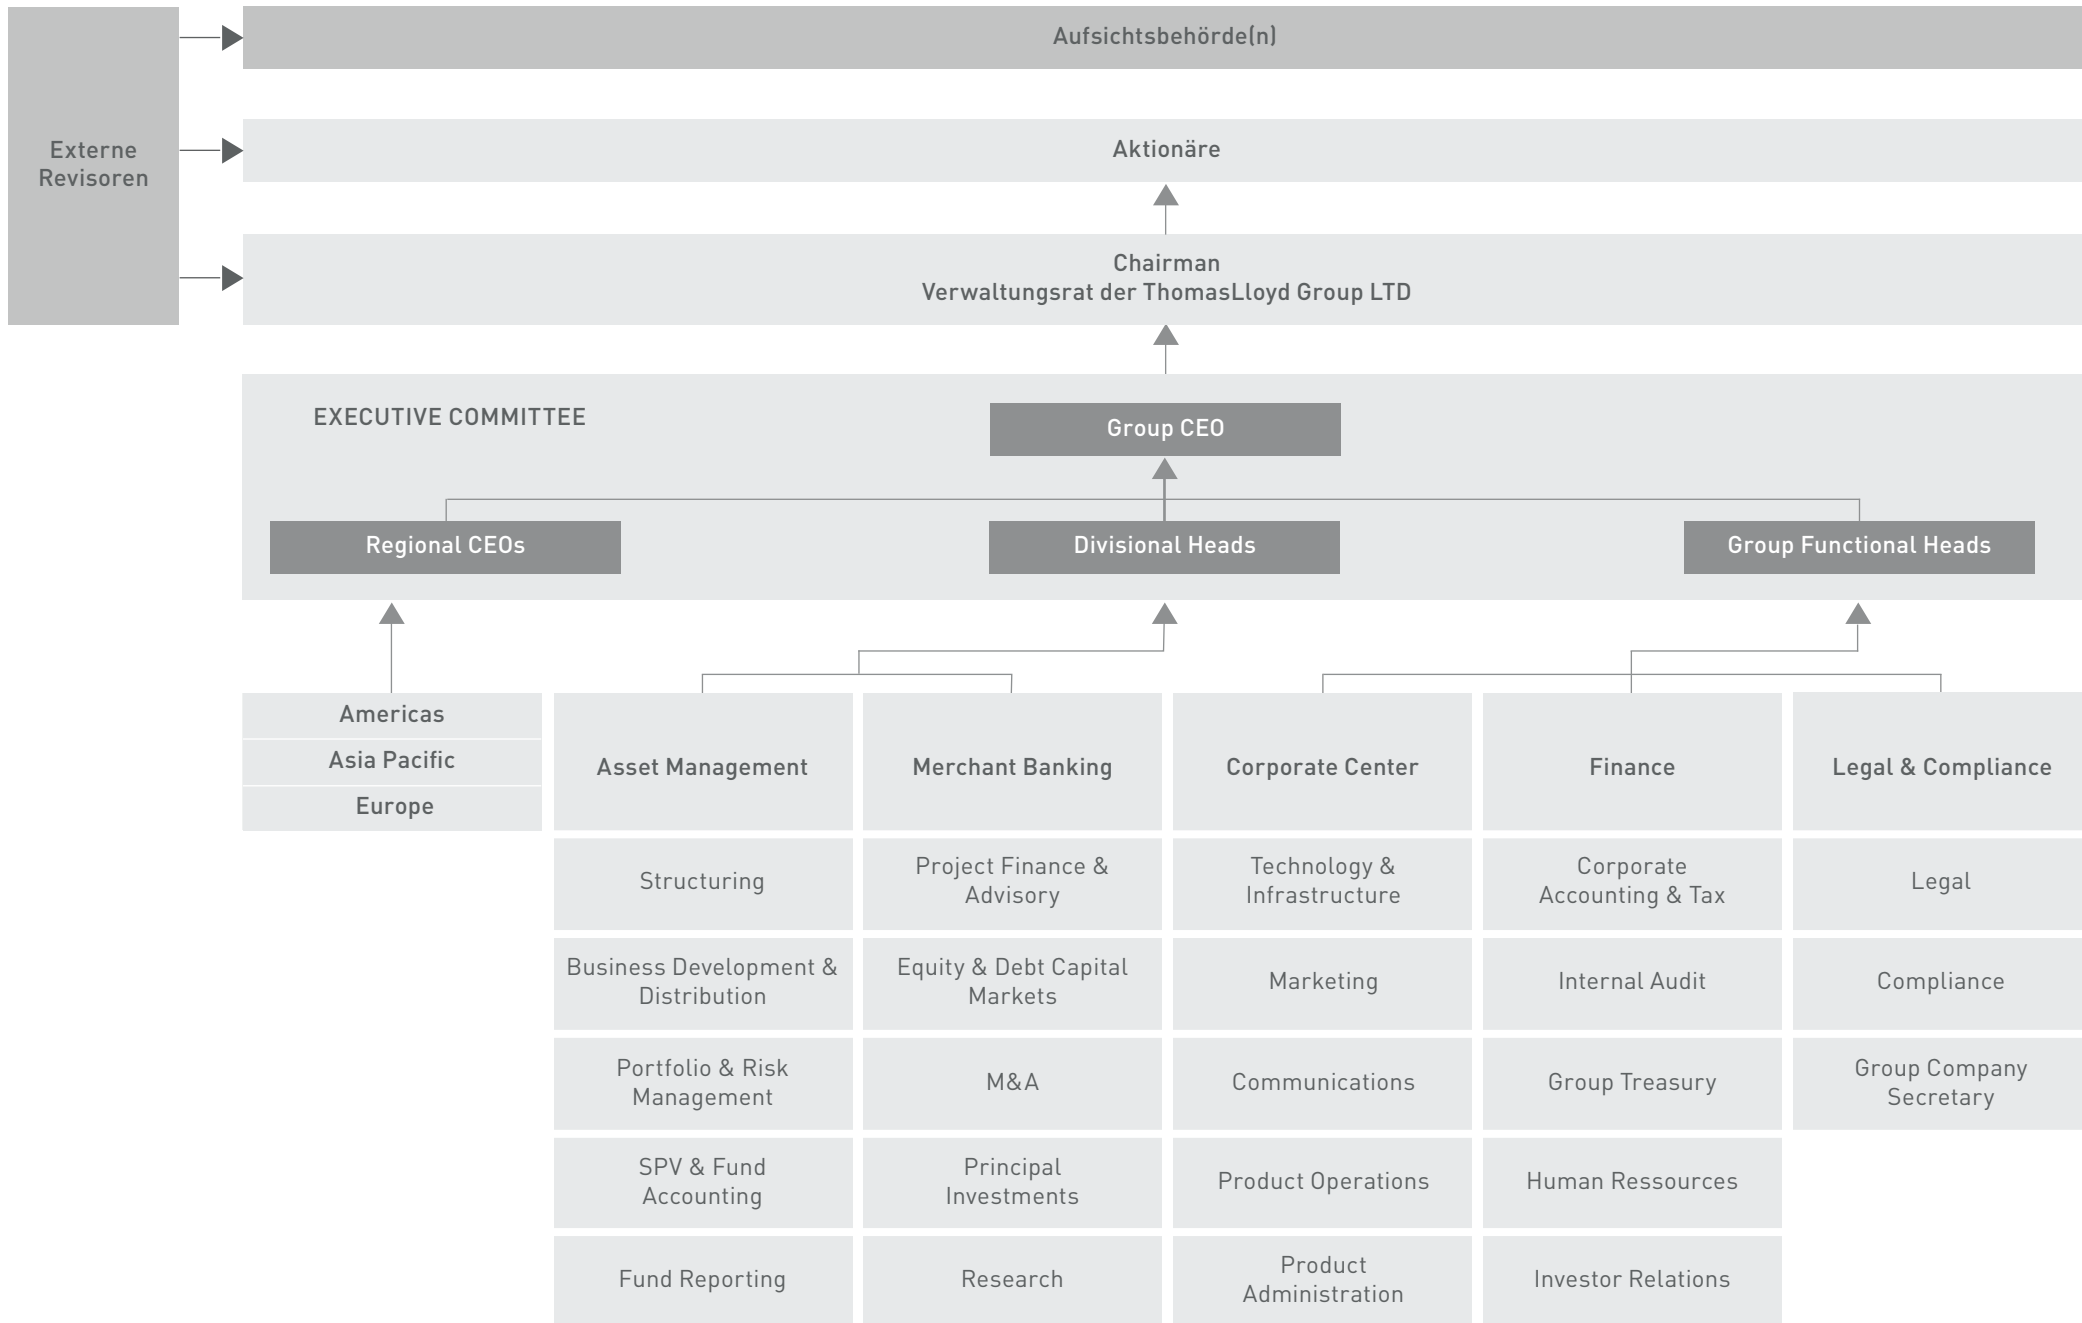 Aufsichtsbehörde(n)
Externe
Revisoren
Aktionäre
Chairman
Verwaltungsrat der ThomasLloyd Group LTD
EXECUTIVE COMMITTEE
Group CEO
Regional CEOs
Divisional Heads
Group Functional Heads
Americas
Asia Pacific
Europe
Asset Management
Merchant Banking
Corporate Center
Finance
Legal & Compliance
Structuring
Project Finance &
Advisory
Technology &
Infrastructure
Corporate
Accounting & Tax
Legal
Business Development &
Distribution
Equity & Debt Capital
Markets
Marketing
Internal Audit
Compliance
Portfolio & Risk
Management
M&A
Communications
Group Treasury
Group Company
Secretary
SPV & Fund
Accounting
Principal
Investments
Product Operations
Human Ressources
Fund Reporting
Research
Product
Administration
Investor Relations